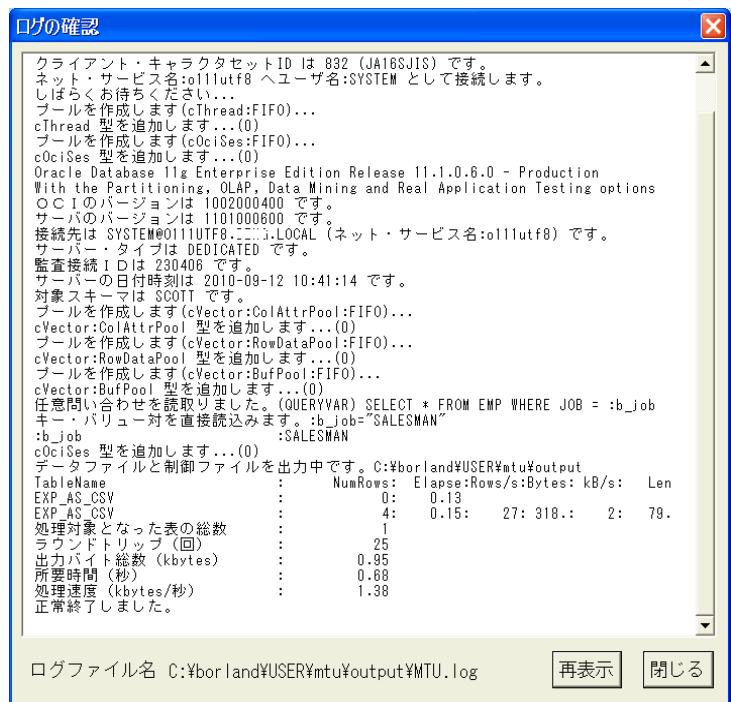 ログの確認
クライアント・キャラクタセットID は 832 (JA16SJIS) です。
ネット・サービス名:o111utf8 へユーザ名:SYSTEM として接続します。
しばらくお待ちください...
プールを作成します(cThread:FIFO)...
cThread 型を追加します...(0)
プールを作成します(cOciSes:FIFO)...
cOciSes 型を追加します...(0)
Oracle Database 11g Enterprise Edition Release 11.1.0.6.0 - Production
With the Partitioning, OLAP, Data Mining and Real Application Testing options
OCIのバージョンは 1002000400 です。
サーバのバージョンは 1101000600 です。
接続先は SYSTEM@O111UTF8. .LOCAL (ネット・サービス名:o111utf8) です。
サーバー・タイプは DEDICATED です。
監査接続IDは 230406 です。
サーバーの日付時刻は 2010-09-12 10:41:14 です。
対象スキーマは SCOTT です。
プールを作成します(cVector:ColAttrPool:FIFO)...
cVector:ColAttrPool 型を追加します...(0)
プールを作成します(cVector:RowDataPool:FIFO)...
cVector:RowDataPool 型を追加します...(0)
プールを作成します(cVector:BufPool:FIFO)...
cVector:BufPool 型を追加します...(0)
任意問い合わせを読取りました。(QUERYVAR) SELECT * FROM EMP WHERE JOB = :b_job
キー・バリュー対を直接読込みます。:b_job="SALESMAN"
:b_job :SALESMAN
cOciSes 型を追加します...(0)
データファイルと制御ファイルを出力中です。C:¥borland¥USER¥mtu¥output
TableName : NumRows: Elapse:Rows/s:Bytes: kB/s: Len
EXP_AS_CSV : 0: 0.13
EXP_AS_CSV : 4: 0.15: 27: 318.: 2: 79.
処理対象となった表の総数 : 1
ラウンドトリップ (回) : 25
出力バイト総数 (kbytes) : 0.95
所要時間 (秒) : 0.68
処理速度 (kbytes/秒) : 1.38
正常終了しました。
ログファイル名 C:¥borland¥USER¥mtu¥output¥MTU.log
再表示
閉じる